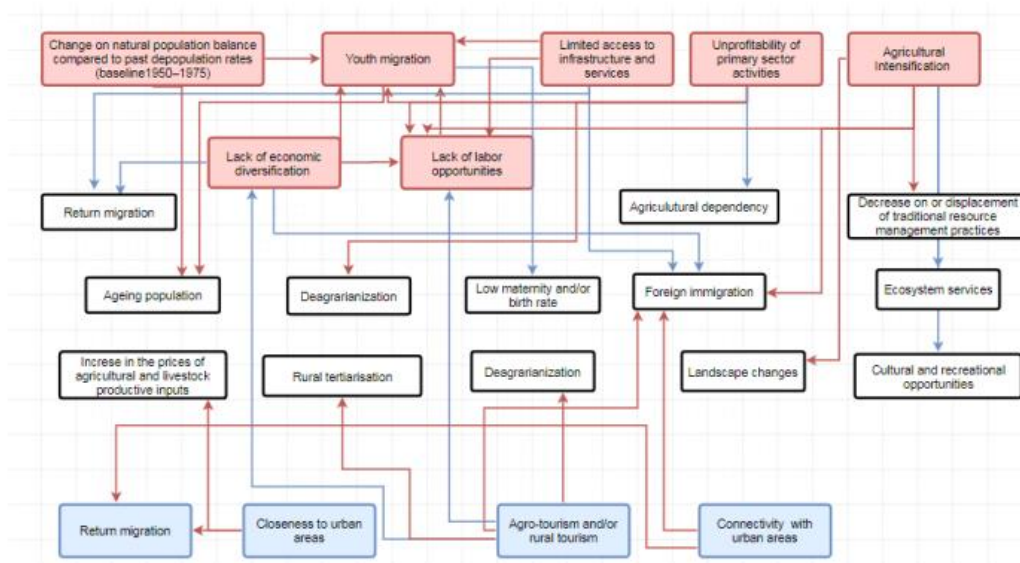 Change on natural population balance
compared to past depopulation rates
(baseline1950–1975)
Youth migration
Limited access to
infrastructure and
services
Unprofitability of
primary sector
activities
Agricultural
Intensification
Lack of economic
diversification
Lack of labor
opportunities
Return migration
Agriculutural dependency
Decrease on or displacement
of traditional resource
management practices
Ageing population
Deagrarianization
Low maternity and/or
birth rate
Foreign immigration
Ecosystem services
Increse in the prices of
agricultural and livestock
productive inputs
Rural tertiarisation
Deagrarianization
Landscape changes
Cultural and recreational
opportunities
Return migration
Closeness to urban
areas
Agro-tourism and/or
rural tourism
Connectivity with
urban areas